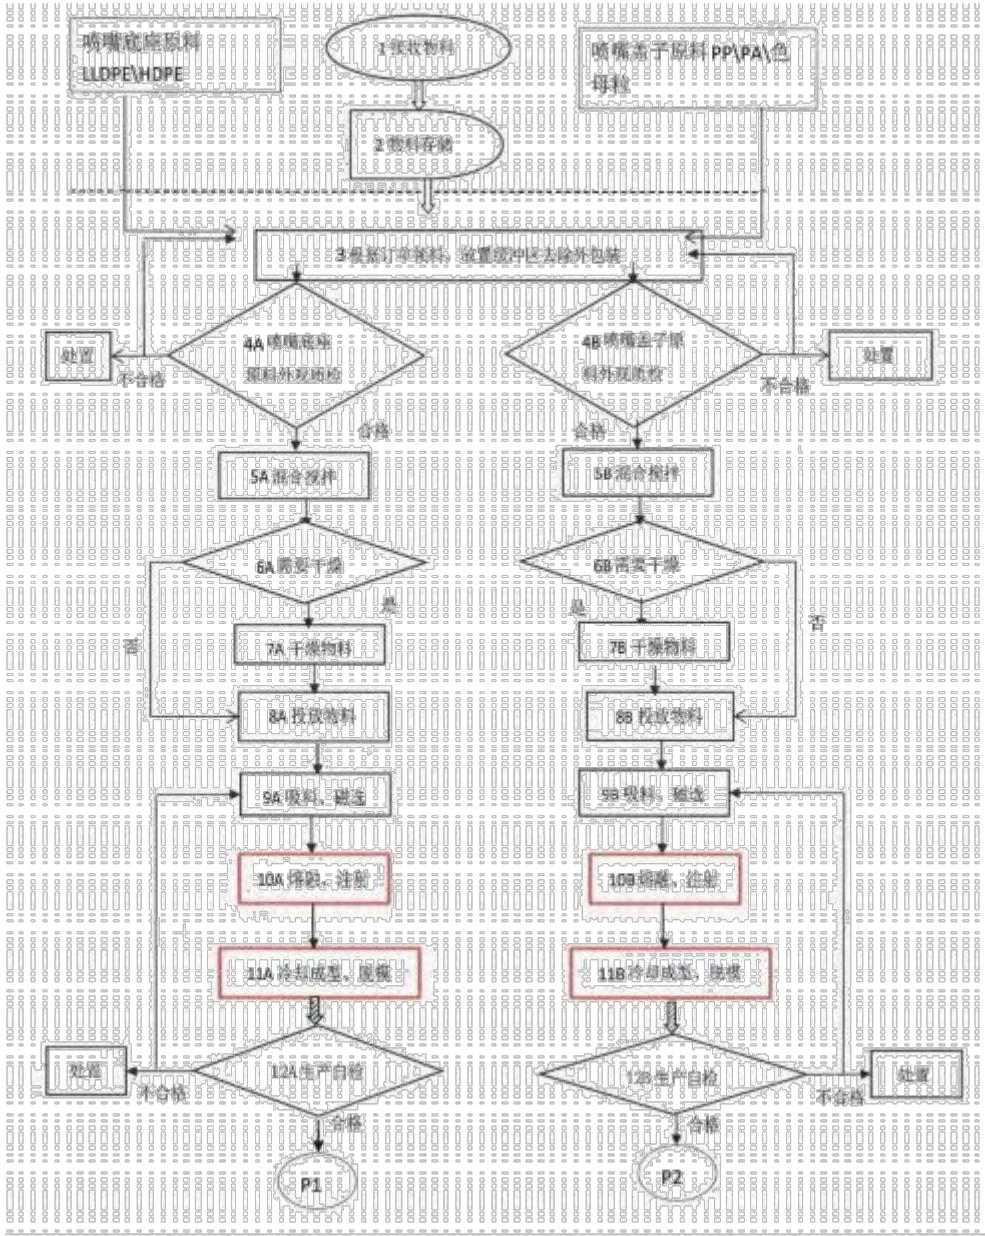 喷嘴底座原料
LLDPE\HDPE
1 接收物料
喷嘴盖子原料 PP\PA\色
母粒
2 物料存储
3 根据订单领料，放置缓冲区去除外包装
4A 喷嘴底座
原料外观质检
4B 喷嘴盖子原
料外观质检
处置
不合格
处置
不合格
合格
合格
5A 混合搅拌
5B 混合搅拌
6A 需要干燥
6B 需要干燥
是
是
否
否
7A 干燥物料
7B 干燥物料
8A 投放物料
8B 投放物料
9A 吸料、磁选
9B 吸料、磁选
10A 熔融、注射
10B 熔融、注射
11A 冷却成型、脱模
11B 冷却成型、脱模
处置
不合格
12A 生产自检
12B 生产自检
处置
不合格
合格
合格
P1
P2